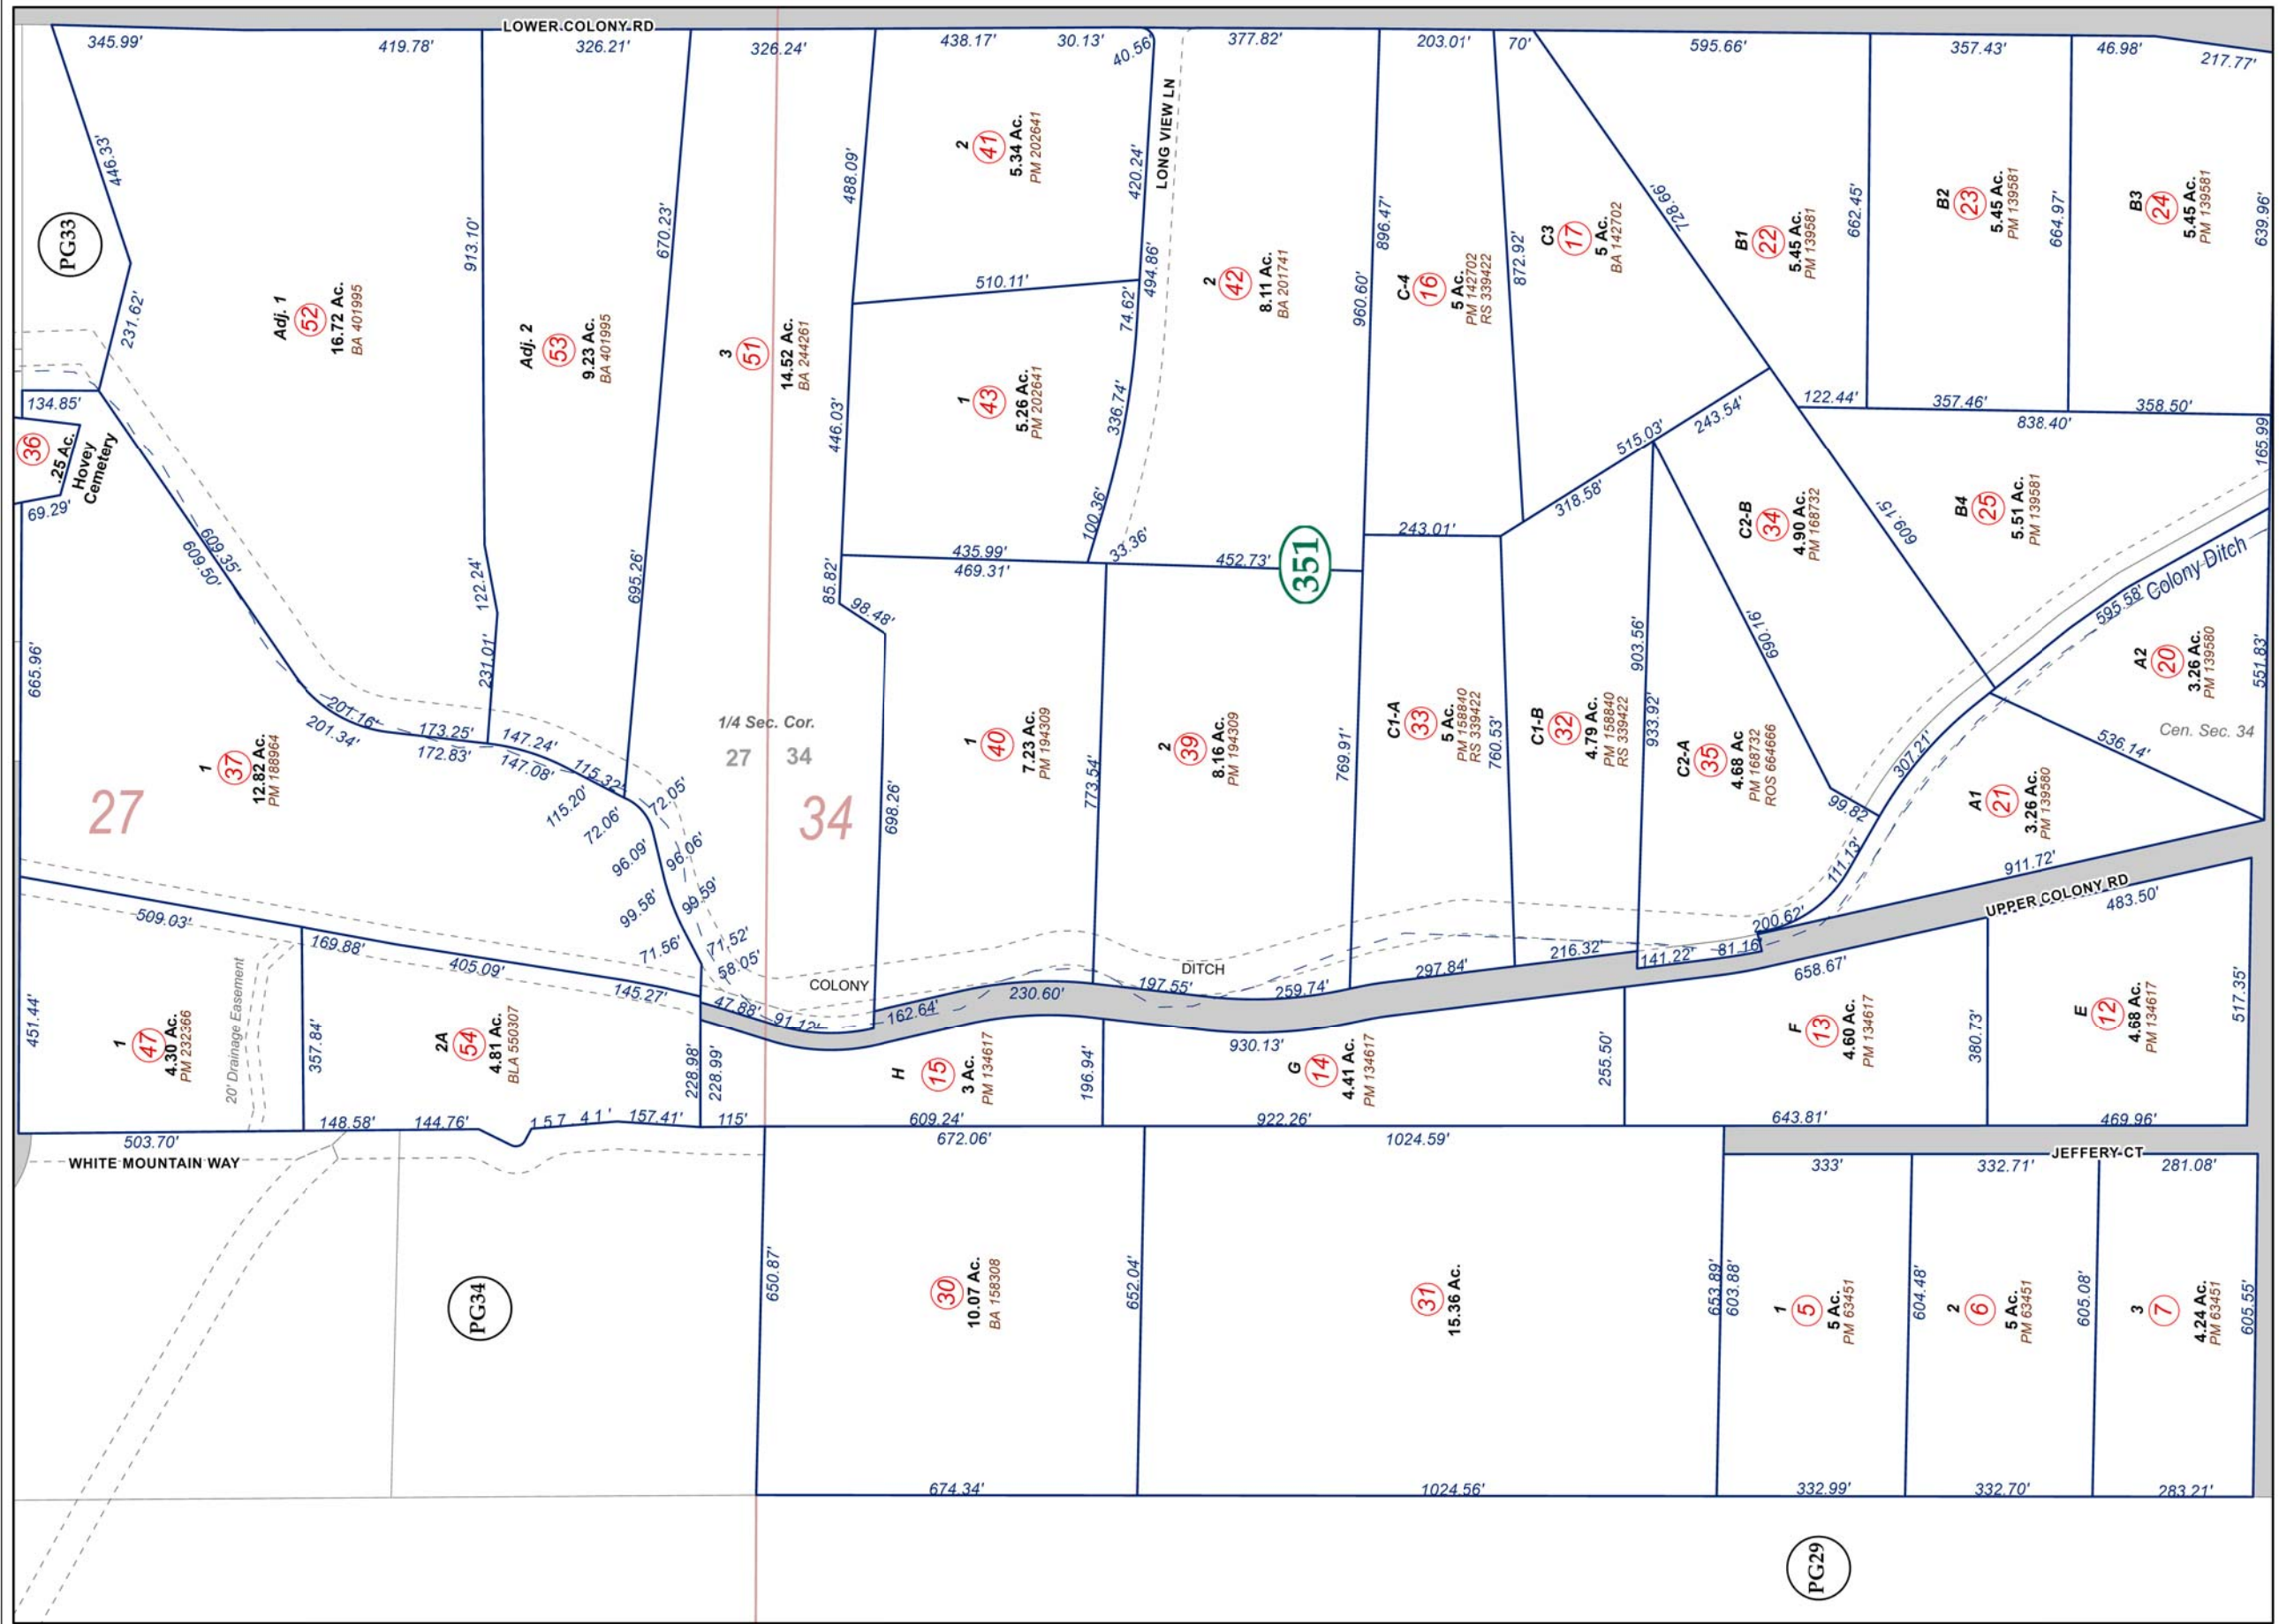 LOWER COLONY RD
345.99'
419.78'
326.21'
326.24'
438.17'
30.13'
40.56'
377.82'
203.01'
70'
595.66'
357.43'
46.98'
217.77'
446.33'
PG33
231.62'
Adj. 1
52
16.72 Ac.
BA 401995
913.10'
Adj. 2
53
9.23 Ac.
BA 401995
670.23'
3
51
14.52 Ac.
BA 244261
488.09'
2
41
5.34 Ac.
PM 202641
420.24'
LONG VIEW LN
494.86'
510.11'
74.62'
2
42
8.11 Ac.
BA 201741
896.47'
960.60'
C-4
16
5 Ac.
PM 142702
RS 339422
872.92'
C3
17
5 Ac.
BA 142702
728.66'
B1
22
5.45 Ac.
PM 139581
662.45'
B2
23
5.45 Ac.
PM 139581
664.97'
B3
24
5.45 Ac.
PM 139581
639.96'
134.85'
36
.25 Ac.
Hovey
Cemetery
69.29'
446.03'
1
43
5.26 Ac.
PM 202641
336.74'
100.36'
33.36'
435.99'
469.31'
452.73'
351
243.01'
318.58'
515.03'
243.54'
122.44'
357.46'
358.50'
838.40'
165.99
609.35'
609.50'
122.24'
231.01'
695.26'
85.82'
98.48'
C2-B
34
4.90 Ac.
PM 168732
609.15'
B4
25
5.51 Ac.
PM 139581
Colony Ditch
595.58'
665.96'
1
37
12.82 Ac.
PM 188964
27
201.16'
201.34'
173.25'
172.83'
147.24'
147.08'
115.32'
115.20'
72.05'
72.06'
96.09'
96.06'
99.58'
99.59'
71.56'
71.52'
58.05'
1/4 Sec. Cor.
27 34
34
698.26'
1
40
7.23 Ac.
PM 194309
773.54'
2
39
8.16 Ac.
PM 194309
769.91'
C1-A
33
5 Ac.
PM 158840
RS 339422
760.53'
C1-B
32
4.79 Ac.
PM 158840
RS 339422
903.56'
933.92'
C2-A
35
4.68 Ac
PM 168732
ROS 664666
690.16'
99.82
307.21'
111.13'
A2
20
3.26 Ac.
PM 139580
551.83'
Cen. Sec. 34
536.14'
A1
21
3.26 Ac.
PM 139580
911.72'
UPPER COLONY RD
483.50'
509.03'
169.88'
405.09'
145.27'
47.88'
91.12'
COLONY
DITCH
162.64'
230.60'
197.55'
259.74'
297.84'
216.32'
141.22'
81.16'
200.62'
658.67'
451.44'
1
47
4.30 Ac.
PM 232366
20' Drainage Easement
357.84'
2A
54
4.81 Ac.
BLA 550307
228.98'
228.99'
H
15
3 Ac.
PM 134617
196.94'
930.13'
G
14
4.41 Ac.
PM 134617
255.50'
F
13
4.60 Ac.
PM 134617
380.73'
E
12
4.68 Ac.
PM 134617
517.35'
503.70'
148.58'
144.76'
157.41'
157.41'
115'
609.24'
922.26'
643.81'
469.96'
WHITE MOUNTAIN WAY
672.06'
1024.59'
JEFFERY CT
333'
332.71'
281.08'
PG34
650.87'
30
10.07 Ac.
BA 158308
652.04'
31
15.36 Ac.
653.89'
603.88'
1
5
5 Ac.
PM 63451
604.48'
2
6
5 Ac.
PM 63451
605.08'
3
7
4.24 Ac.
PM 63451
605.55'
674.34'
1024.56'
332.99'
332.70'
283.21'
PG29